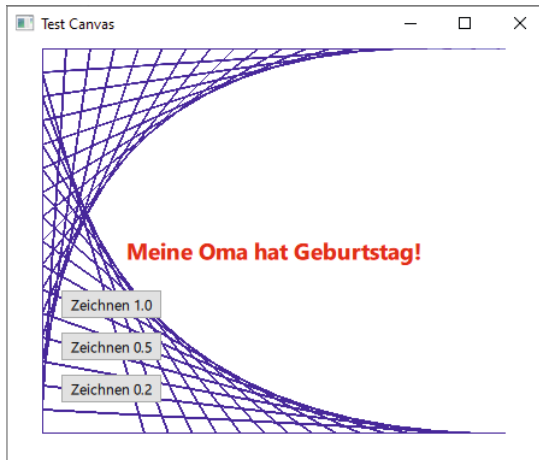 Test Canvas
Meine Oma hat Geburtstag!
Zeichnen 1.0
Zeichnen 0.5
Zeichnen 0.2